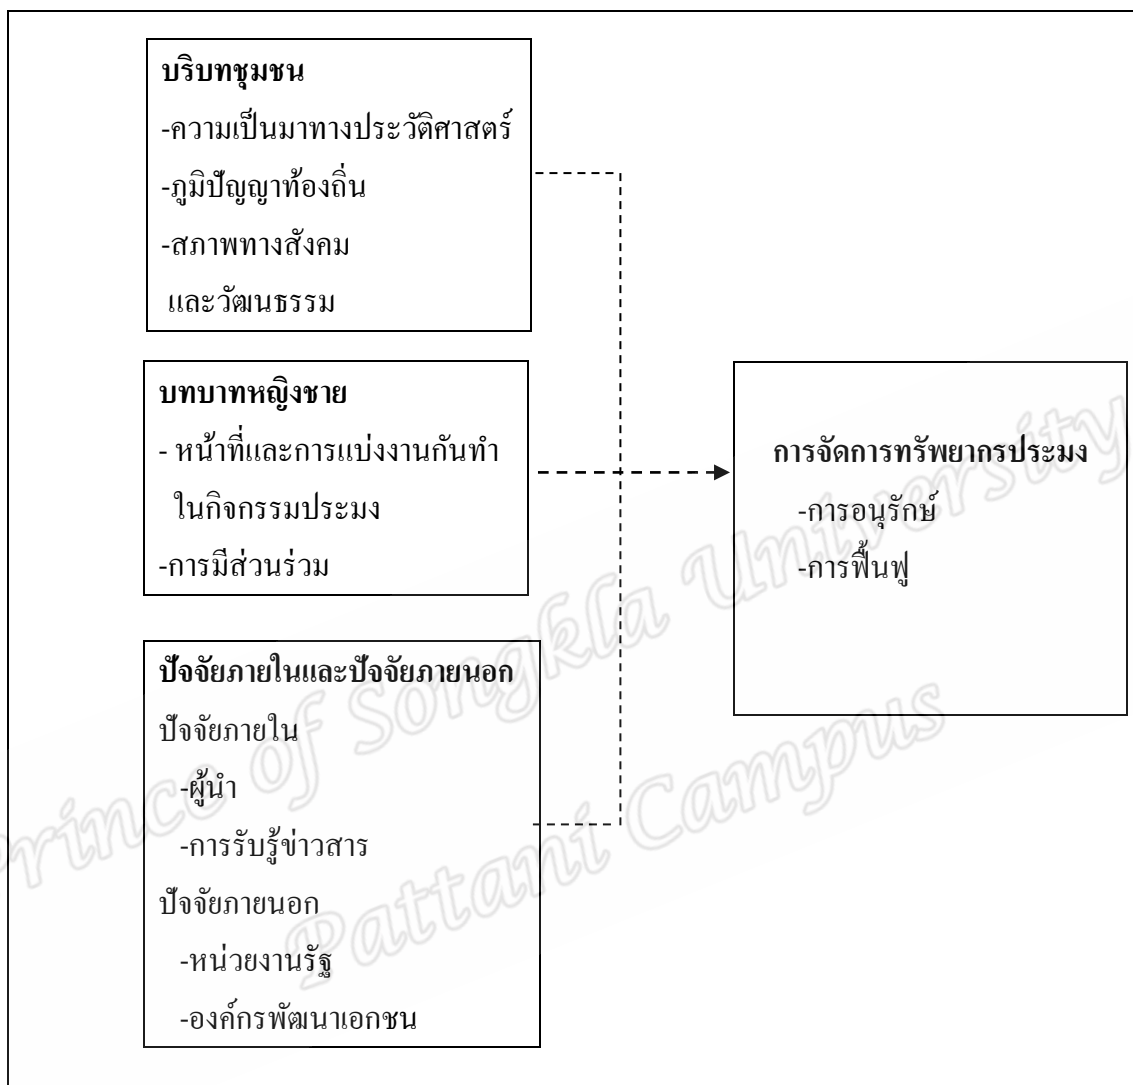 บริบทชุมชน
-ความเป็นมาทางประวัติศาสตร์
-ภูมิปัญญาท้องถิ่น
-สภาพทางสังคม
และวัฒนธรรม
บทบาทหญิงชาย
- หน้าที่และการแบ่งงานกันทำ
ในกิจกรรมประมง
-การมีส่วนร่วม
ปัจจัยภายในและปัจจัยภายนอก
ปัจจัยภายใน
-ผู้นำ
-การรับรู้ข่าวสาร
ปัจจัยภายนอก
-หน่วยงานรัฐ
-องค์กรพัฒนาเอกชน
การจัดการทรัพยากรประมง
-การอนุรักษ์
-การฟื้นฟู
Prince of Songkla University
Pattani Campus